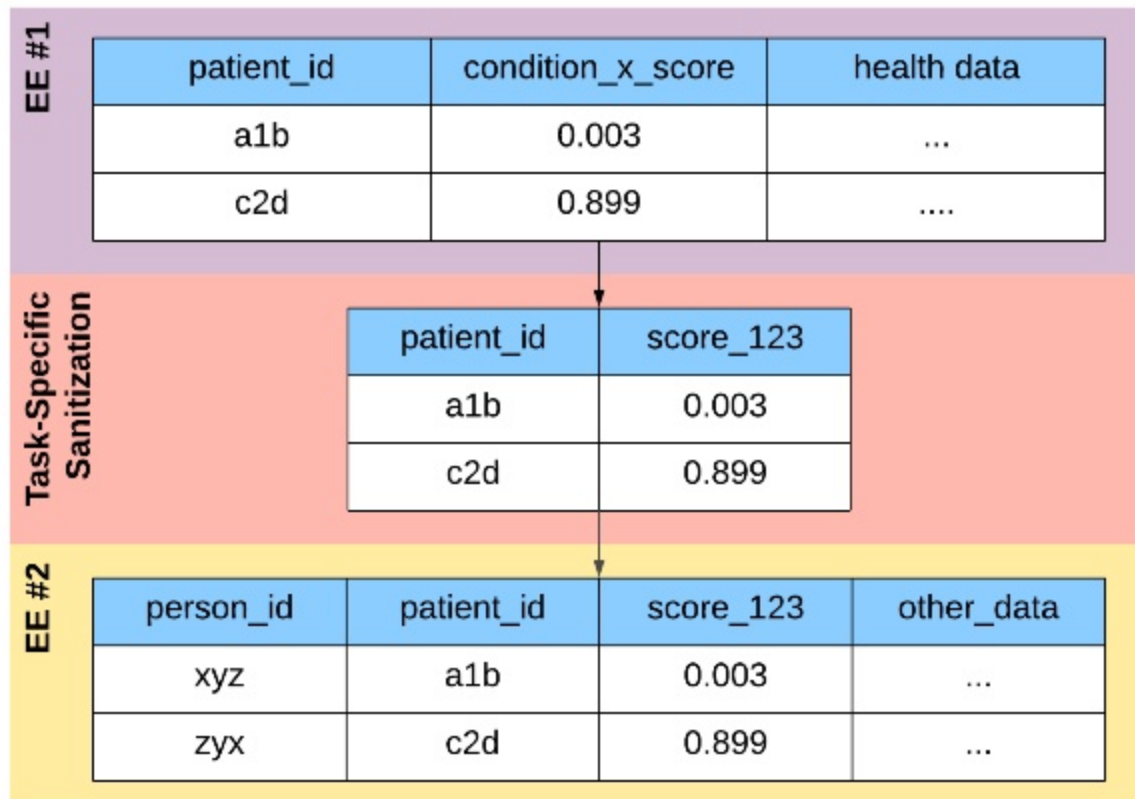 EE #1
patient_id condition_x_score health data
a1b 0.003 ...
c2d 0.899 ....
Task-Specific
Sanitization
patient_id score_123
a1b 0.003
c2d 0.899
EE #2
person_id patient_id score_123 other_data
xyz a1b 0.003 ...
zyx c2d 0.899 ...